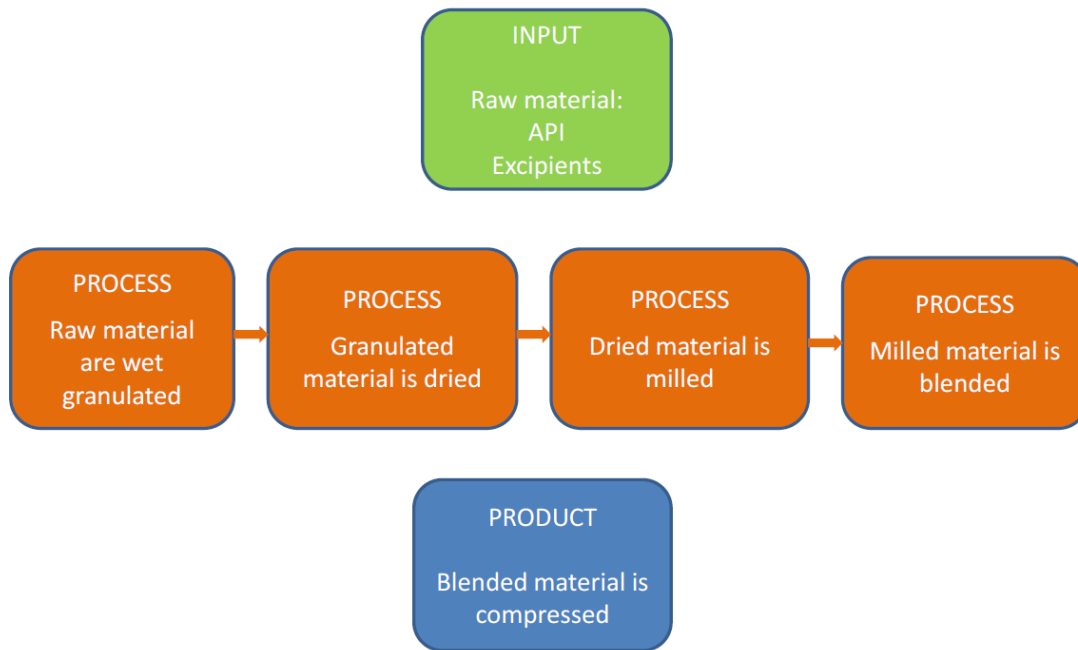 INPUT
Raw material:
API
Excipients
PROCESS
Raw material
are wet
granulated
PROCESS
Granulated
material is dried
PROCESS
Dried material is
milled
PROCESS
Milled material is
blended
PRODUCT
Blended material is
compressed